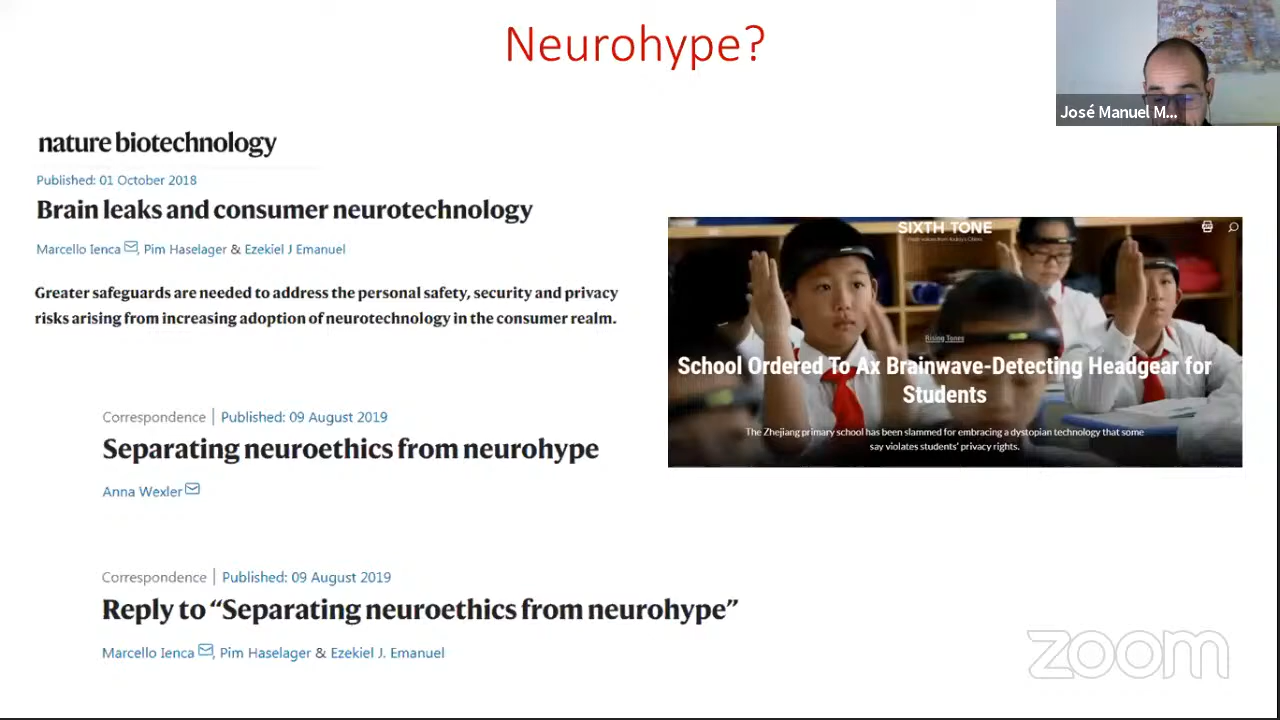 Neurohype?
José Manuel M...
nature biotechnology
Published: 01 October 2018
Brain leaks and consumer neurotechnology
Marcello Ienca, Pim Haselager & Ezekiel J Emanuel
Greater safeguards are needed to address the personal safety, security and privacy
risks arising from increasing adoption of neurotechnology in the consumer realm.
SIXTH TONE
Rising Tones
School Ordered To Ax Brainwave-Detecting Headgear for
Students
The Zhejiang primary school has been slammed for embracing a dystopian technology that some
say violates students' privacy rights.
Correspondence | Published: 09 August 2019
Separating neuroethics from neurohype
Anna Wexler
Correspondence | Published: 09 August 2019
Reply to “Separating neuroethics from neurohype”
Marcello Ienca, Pim Haselager & Ezekiel J. Emanuel
zoom